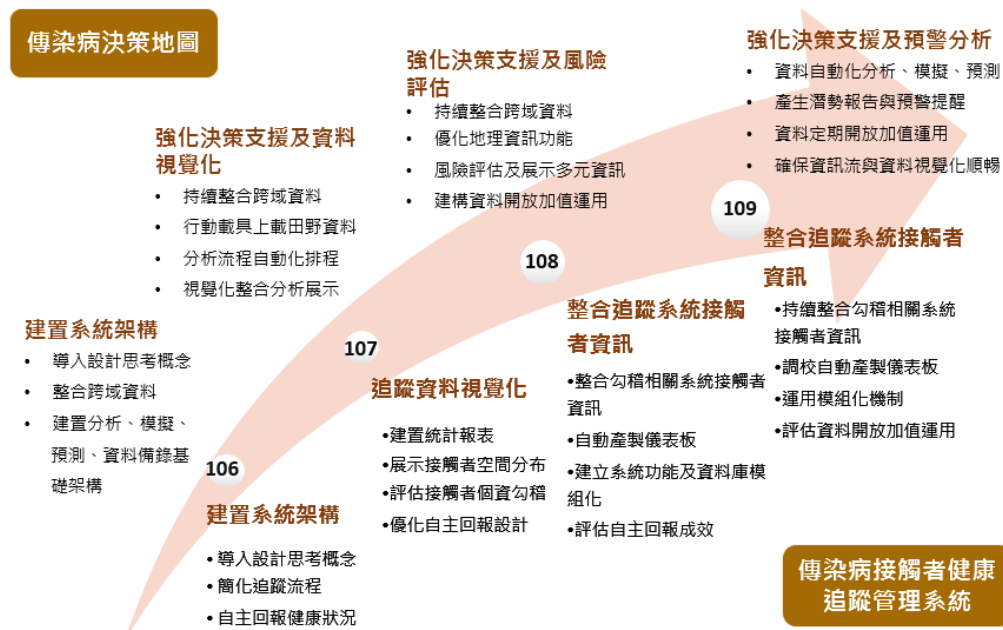 傳染病決策地圖
建置系統架構
• 導入設計思考概念
• 整合跨域資料
• 建置分析、模擬、
預測、資料備錄基
礎架構
強化決策支援及資料
視覺化
• 持續整合跨域資料
• 行動載具上載田野資料
• 分析流程自動化排程
• 視覺化整合分析展示
強化決策支援及風險
評估
• 持續整合跨域資料
• 優化地理資訊功能
• 風險評估及展示多元資訊
• 建構資料開放加值運用
強化決策支援及預警分析
• 資料自動化分析、模擬、預測
• 產生潛勢報告與預警提醒
• 資料定期開放加值運用
• 確保資訊流與資料視覺化順暢
106
107
108
109
建置系統架構
•導入設計思考概念
•簡化追蹤流程
•自主回報健康狀況
追蹤資料視覺化
•建置統計報表
•展示接觸者空間分布
•評估接觸者個資勾稽
•優化自主回報設計
整合追蹤系統接觸
者資訊
•整合勾稽相關系統接觸者
資訊
•自動產製儀表板
•建立系統功能及資料庫模
組化
•評估自主回報成效
整合追蹤系統接觸者
資訊
•持續整合勾稽相關系統
接觸者資訊
•調校自動產製儀表板
•運用模組化機制
•評估資料開放加值運用
傳染病接觸者健康
追蹤管理系統